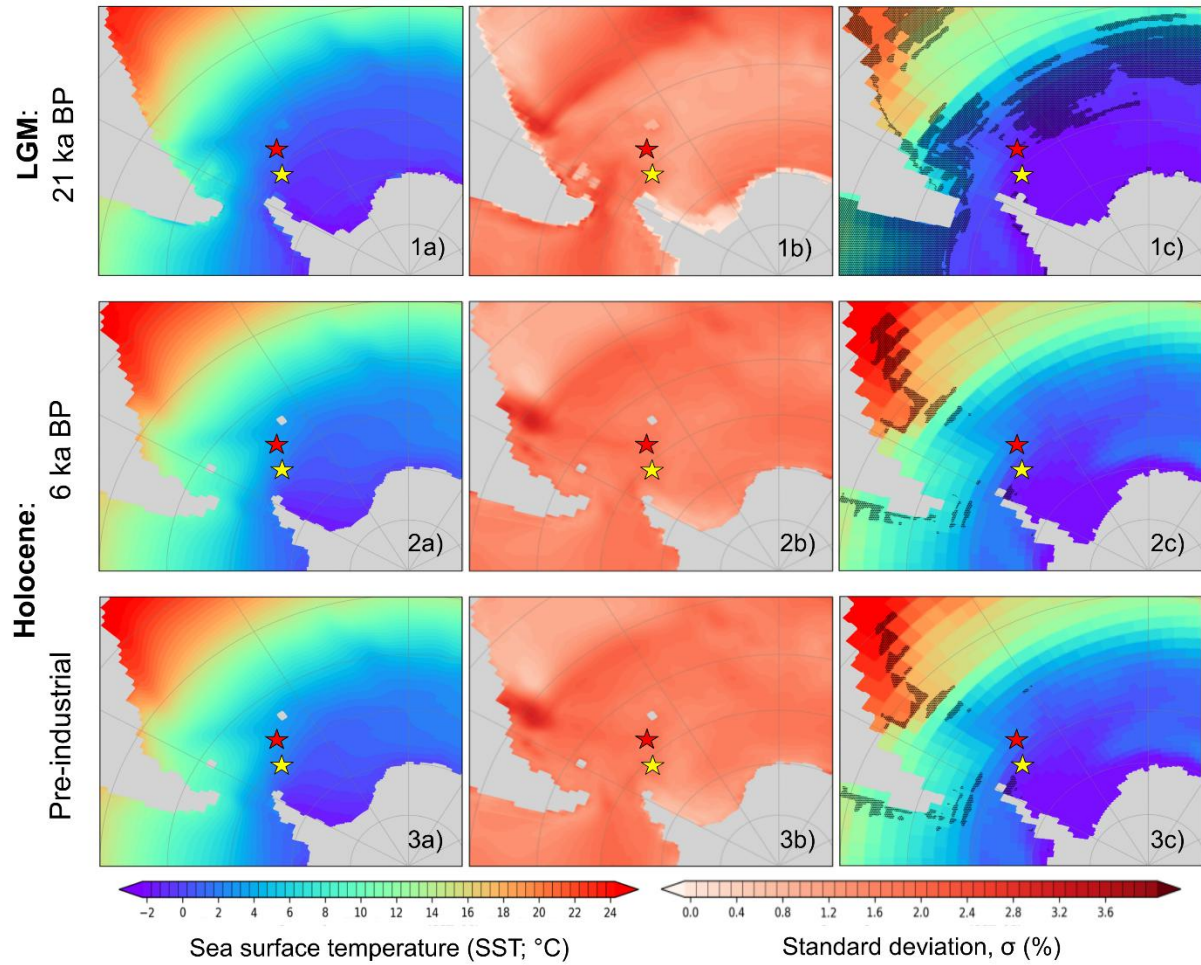 LGM:
21 ka BP
1a)
1b)
1c)
Holocene:
6 ka BP
2a)
2b)
2c)
Pre-industrial
3a)
3b)
3c)
−2 0 2 4 6 8 10 12 14 16 18 20 22 24
0.0 0.4 0.8 1.2 1.6 2.0 2.4 2.8 3.2 3.6
Sea surface temperature (SST; °C)
Standard deviation, σ (%)